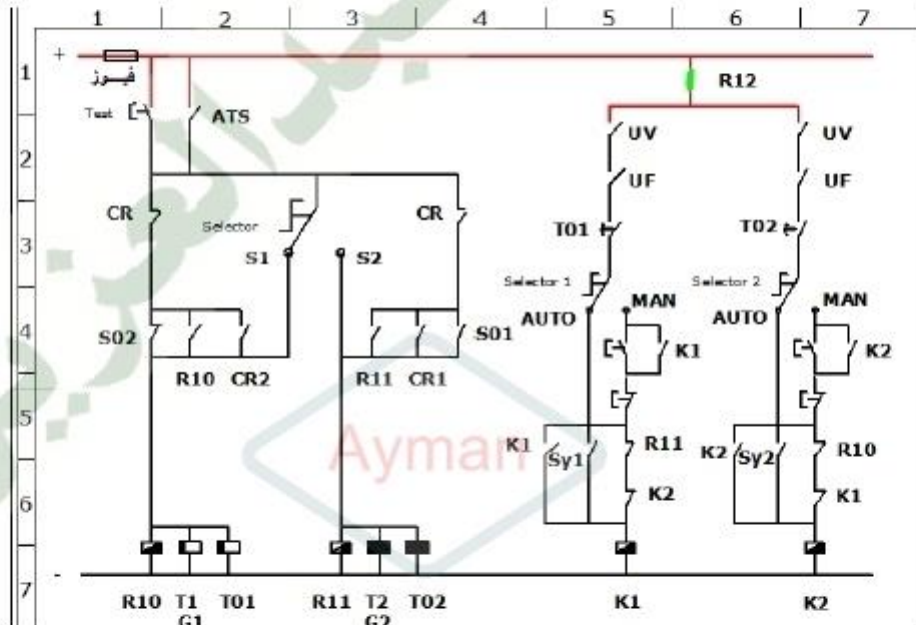 1 2 3 4 5 6 7
+
1
فيوز
R12
Test
ATS
UV
UV
2
UF
UF
CR
Selector
CR
T01
T02
3
S1
S2
Selector 1
Selector 2
MAN
MAN
AUTO
AUTO
S02
S01
4
K1
K2
R10
CR2
R11
CR1
5
Ayman
K1
Sy1
R11
K2
Sy2
R10
K2
K1
6
-
7
R10
T1
T01
R11
T2
T02
K1
K2
G1
G2